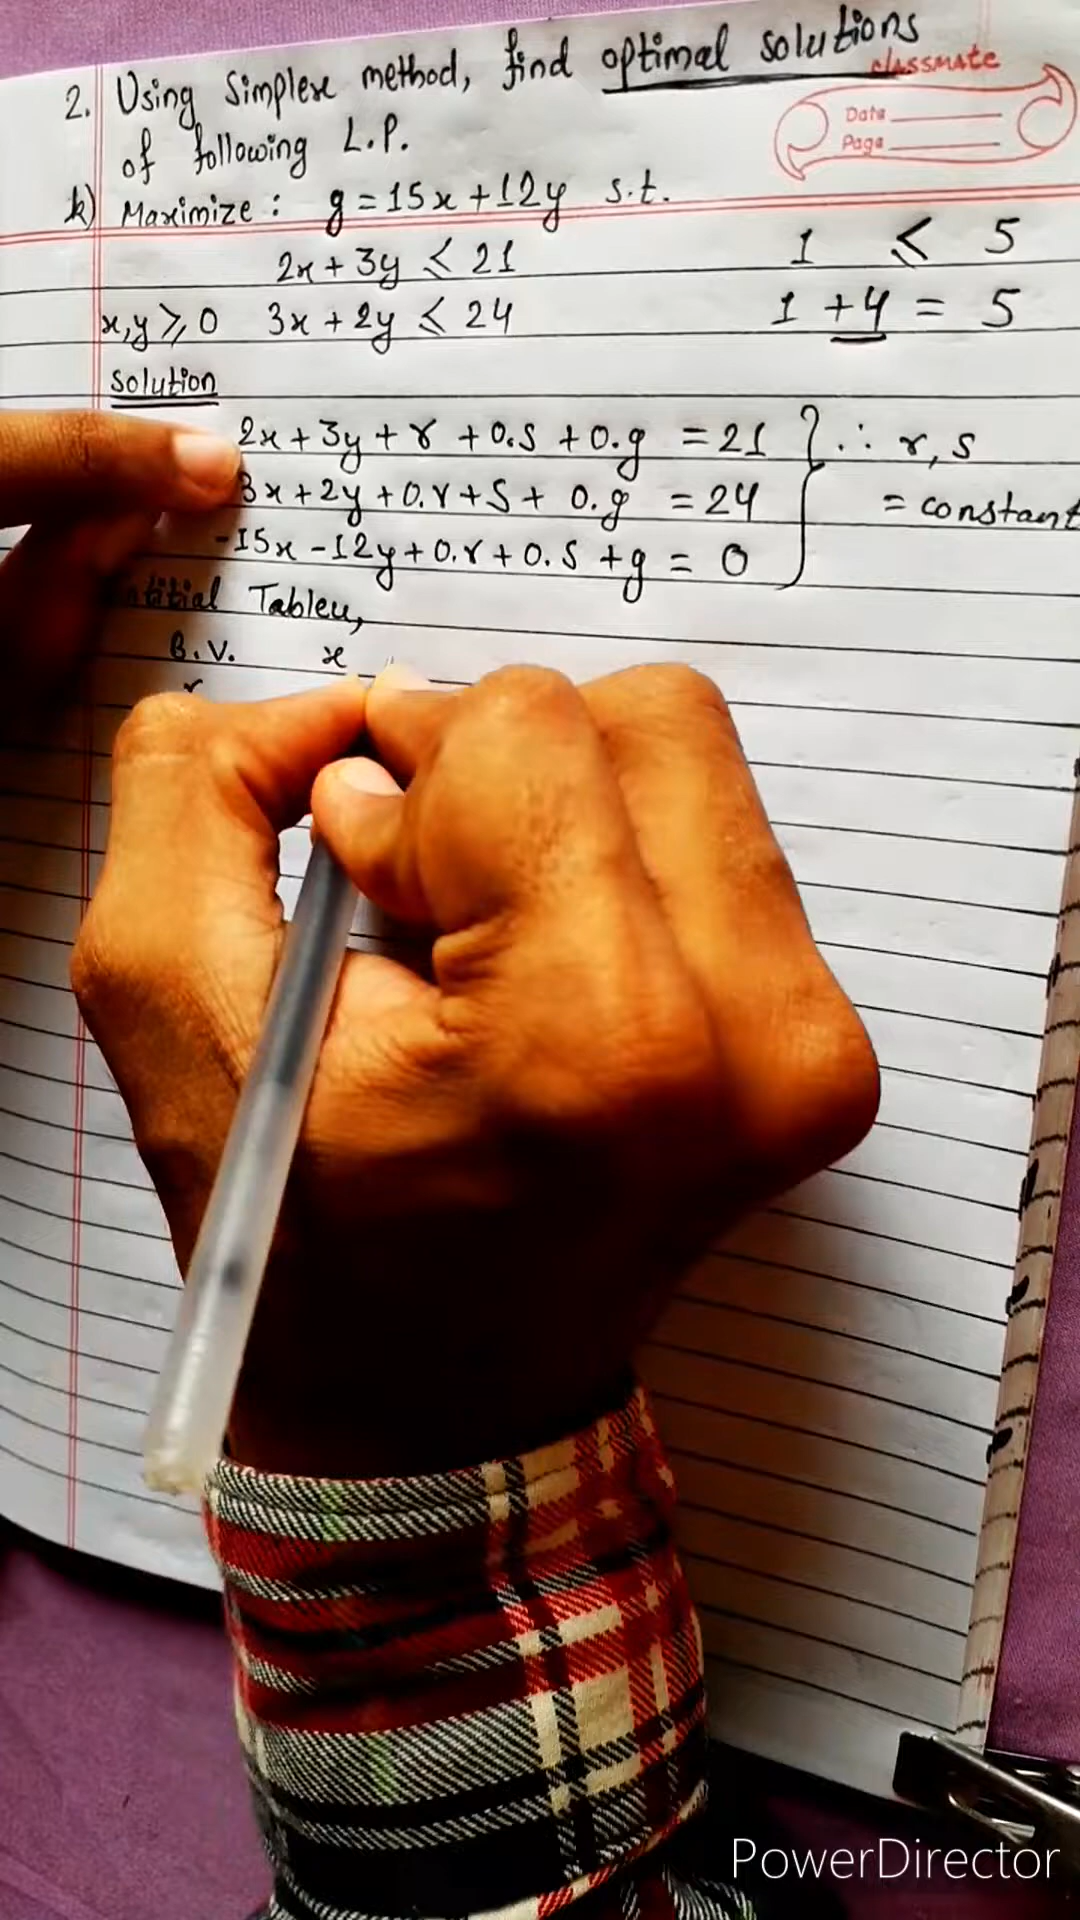 2. Using Simplex method, find optimal solutions
classmate
Date
Page
of following L.P.
k) Maximize : g = 15x + 12y s.t.
2x + 3y ≤ 21
1 ≤ 5
x,y ≥ 0 3x + 2y ≤ 24
1 + 4 = 5
Solution
2x + 3y + r + 0.s + 0.g = 21 } ∴ r, s
3x + 2y + 0.r + s + 0.g = 24 = constant
-15x - 12y + 0.r + 0.s + g = 0
Tableu,
B.V. x
r
PowerDirector